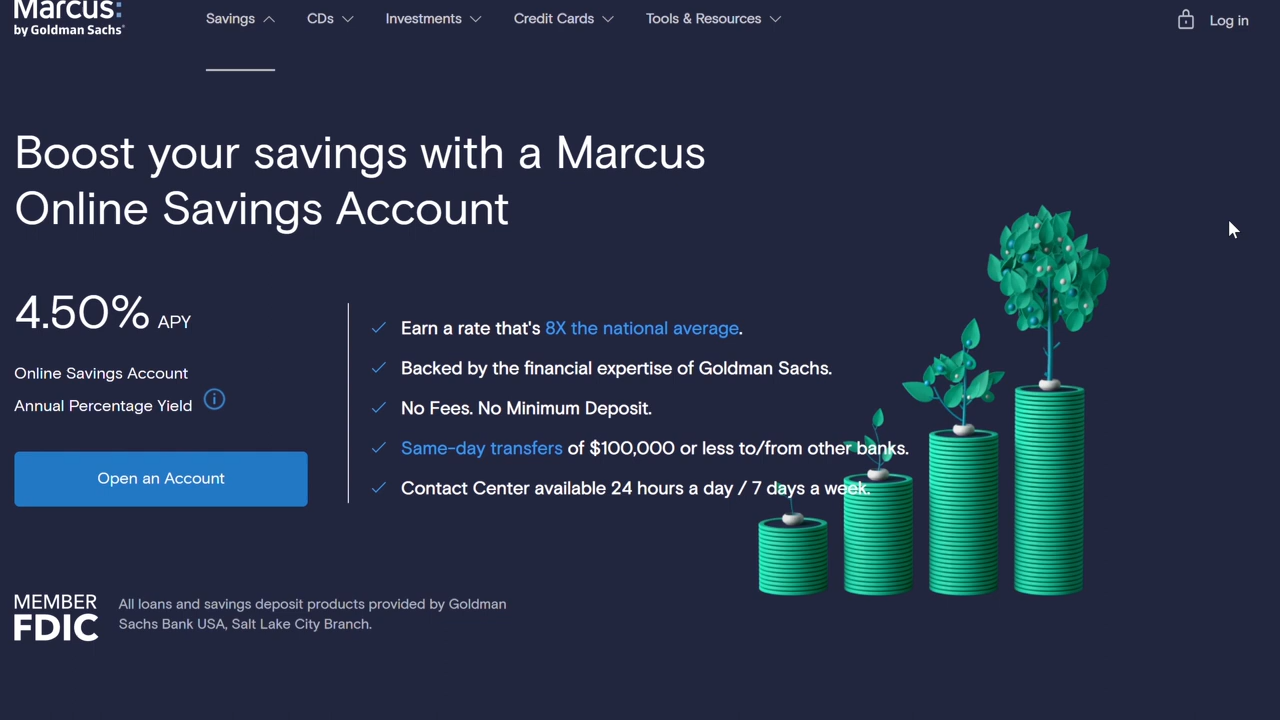 Marcus:
by Goldman Sachs®
Savings
CDs
Investments
Credit Cards
Tools & Resources
Log in
Boost your savings with a Marcus
Online Savings Account
4.50% APY
Online Savings Account
Annual Percentage Yield
Open an Account
Earn a rate that's 8X the national average.
Backed by the financial expertise of Goldman Sachs.
No Fees. No Minimum Deposit.
Same-day transfers of $100,000 or less to/from other banks.
Contact Center available 24 hours a day / 7 days a week.
MEMBER
FDIC
All loans and savings deposit products provided by Goldman
Sachs Bank USA, Salt Lake City Branch.